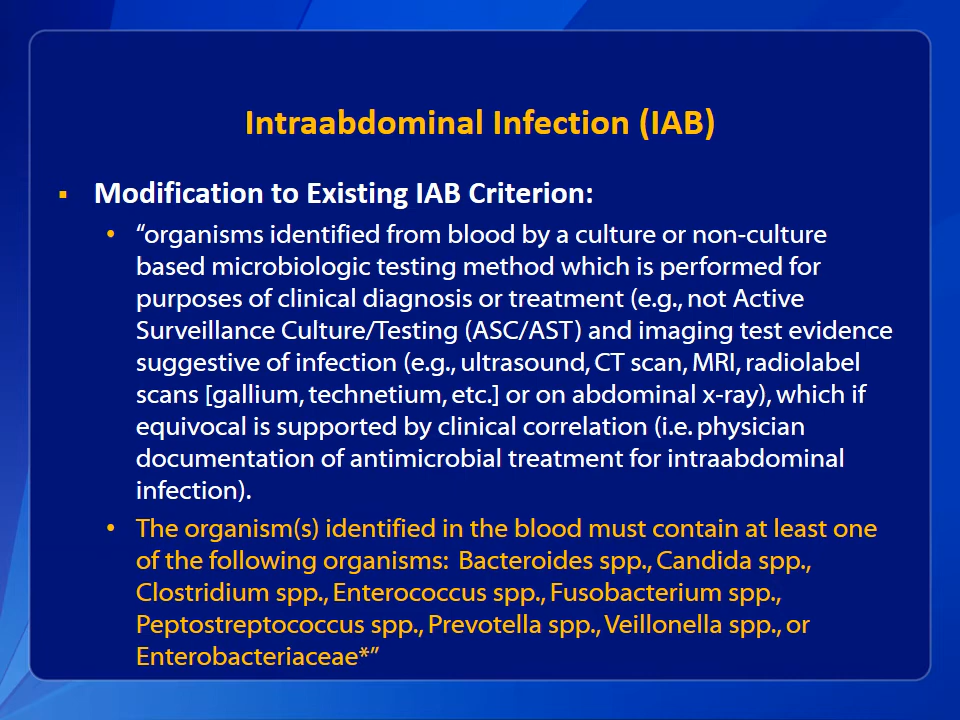 Intraabdominal Infection (IAB)
▪ Modification to Existing IAB Criterion:
• “organisms identified from blood by a culture or non-culture
based microbiologic testing method which is performed for
purposes of clinical diagnosis or treatment (e.g., not Active
Surveillance Culture/Testing (ASC/AST) and imaging test evidence
suggestive of infection (e.g., ultrasound, CT scan, MRI, radiolabel
scans [gallium, technetium, etc.] or on abdominal x-ray), which if
equivocal is supported by clinical correlation (i.e. physician
documentation of antimicrobial treatment for intraabdominal
infection).
• The organism(s) identified in the blood must contain at least one
of the following organisms: Bacteroides spp., Candida spp.,
Clostridium spp., Enterococcus spp., Fusobacterium spp.,
Peptostreptococcus spp., Prevotella spp., Veillonella spp., or
Enterobacteriaceae*”